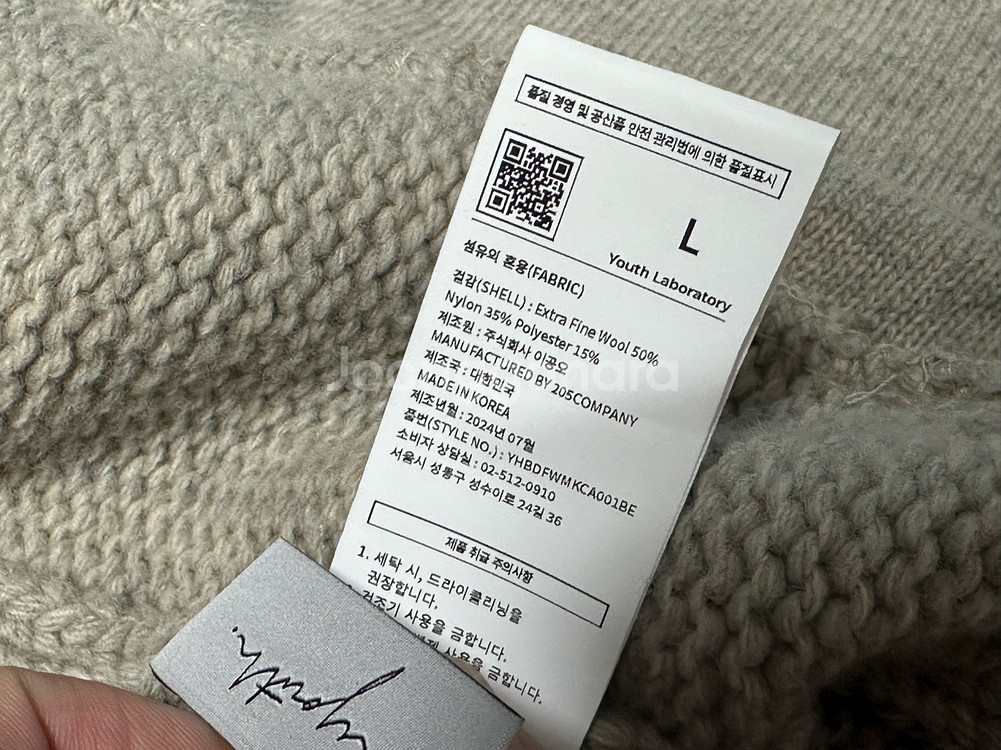 품질 경영 및 공산품 안전 관리법에 의한 품질표시
L
Youth Laboratory
섬유의 혼용(FABRIC)
겉감(SHELL) : Extra Fine Wool 50%
Nylon 35% Polyester 15%
제조원 : 주식회사 이공오
MANUFACTURED BY 205COMPANY
제조국 : 대한민국
MADE IN KOREA
제조년월 : 2024년 07월
품번(STYLE NO.) : YHBDFWMKCA001BE
소비자 상담실 : 02-512-0910
서울시 성동구 성수이로 24길 36
제품 취급 주의사항
1. 세탁 시, 드라이클리닝을
권장합니다.
건조기 사용을 금합니다.
사용을 금합니다.
youth.